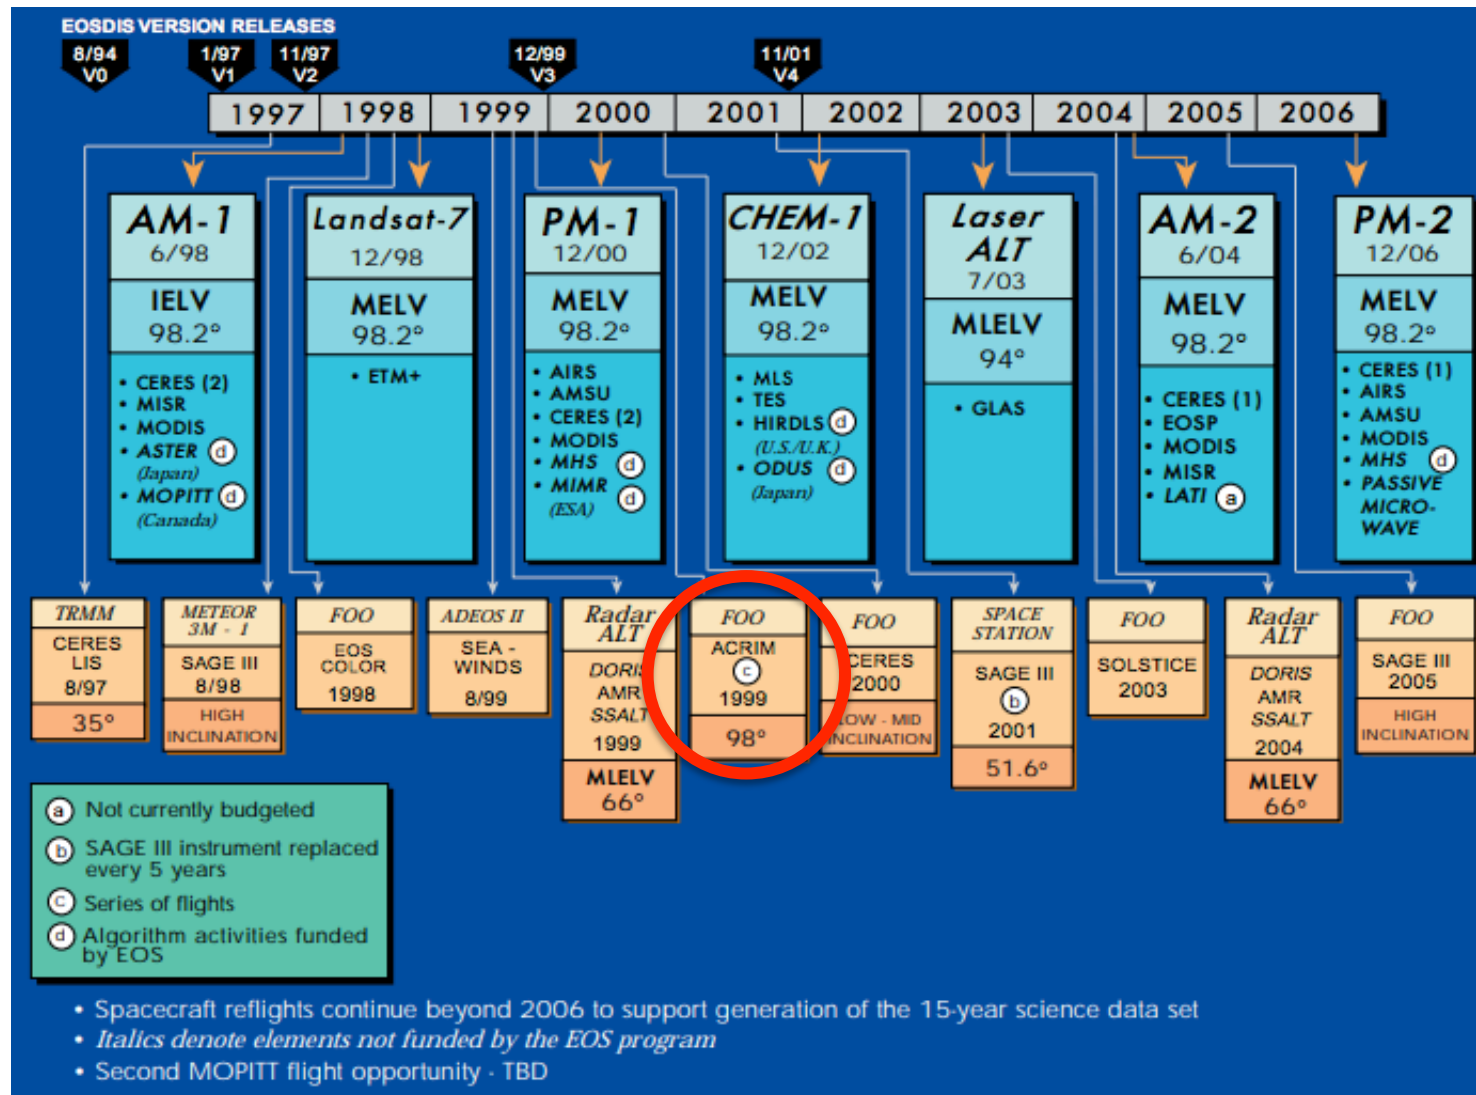 EOSDIS VERSION RELEASES
8/94
V0
1/97
V1
11/97
V2
12/99
V3
11/01
V4
1997
1998
1999
2000
2001
2002
2003
2004
2005
2006
AM-1
6/98
IELV
98.2°
• CERES (2)
• MISR
• MODIS
• ASTER d
(Japan)
• MOPITT d
(Canada)
Landsat-7
12/98
MELV
98.2°
• ETM+
PM-1
12/00
MELV
98.2°
• AIRS
• AMSU
• CERES (2)
• MODIS
• MHS d
• MIMR d
(ESA)
CHEM-1
12/02
MELV
98.2°
• MLS
• TES
• HIRDLS d
(U.S./U.K.)
• ODUS d
(Japan)
Laser
ALT
7/03
MLELV
94°
• GLAS
AM-2
6/04
MELV
98.2°
• CERES (1)
• EOSP
• MODIS
• MISR
• LATI a
PM-2
12/06
MELV
98.2°
• CERES (1)
• AIRS
• AMSU
• MODIS
• MHS d
• PASSIVE
MICRO-
WAVE
TRMM
CERES
LIS
8/97
35°
METEOR
3M - 1
SAGE III
8/98
HIGH
INCLINATION
FOO
EOS
COLOR
1998
ADEOS II
SEA -
WINDS
8/99
Radar
ALT
DORIS
AMR
SSALT
1999
MLELV
66°
FOO
ACRIM
c
1999
98°
FOO
CERES
2000
LOW - MID
INCLINATION
SPACE
STATION
SAGE III
b
2001
51.6°
FOO
SOLSTICE
2003
Radar
ALT
DORIS
AMR
SSALT
2004
MLELV
66°
FOO
SAGE III
2005
HIGH
INCLINATION
a Not currently budgeted
b SAGE III instrument replaced
every 5 years
c Series of flights
d Algorithm activities funded
by EOS
• Spacecraft reflights continue beyond 2006 to support generation of the 15-year science data set
• Italics denote elements not funded by the EOS program
• Second MOPITT flight opportunity - TBD